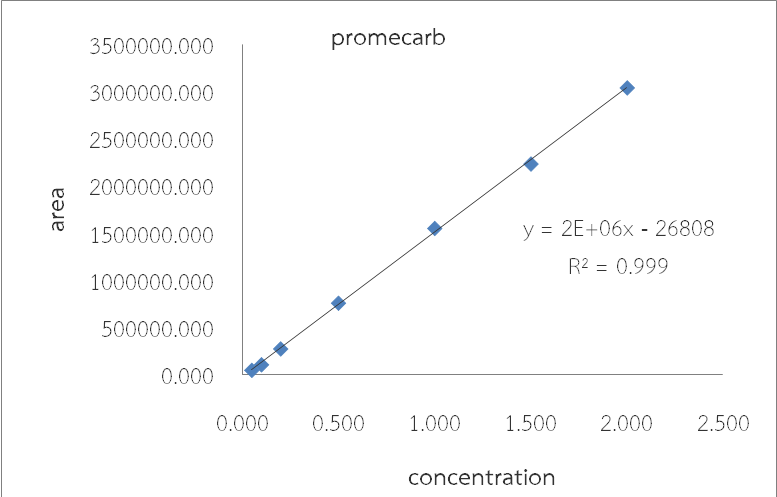 promecarb
3500000.000
3000000.000
2500000.000
2000000.000
1500000.000
1000000.000
500000.000
0.000
area
y = 2E+06x - 26808
R² = 0.999
0.000 0.500 1.000 1.500 2.000 2.500
concentration